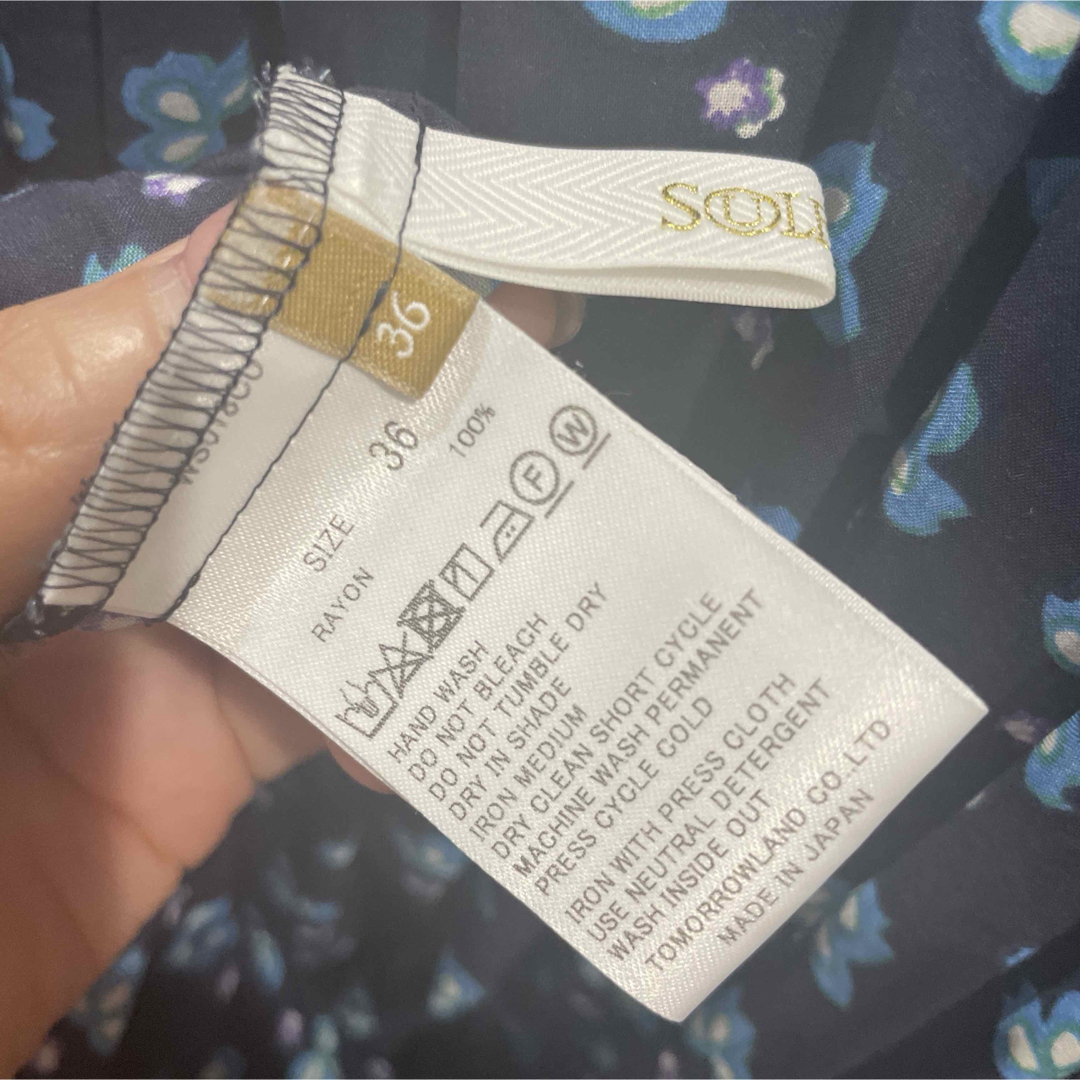 36
SIZE 36
RAYON 100%
F W
HAND WASH
DO NOT BLEACH
DO NOT TUMBLE DRY
DRY IN SHADE
IRON MEDIUM
DRY CLEAN SHORT CYCLE
MACHINE WASH PERMANENT
PRESS CYCLE COLD
IRON WITH PRESS CLOTH
USE NEUTRAL DETERGENT
WASH INSIDE OUT
TOMORROWLAND CO.,LTD
MADE IN JAPAN